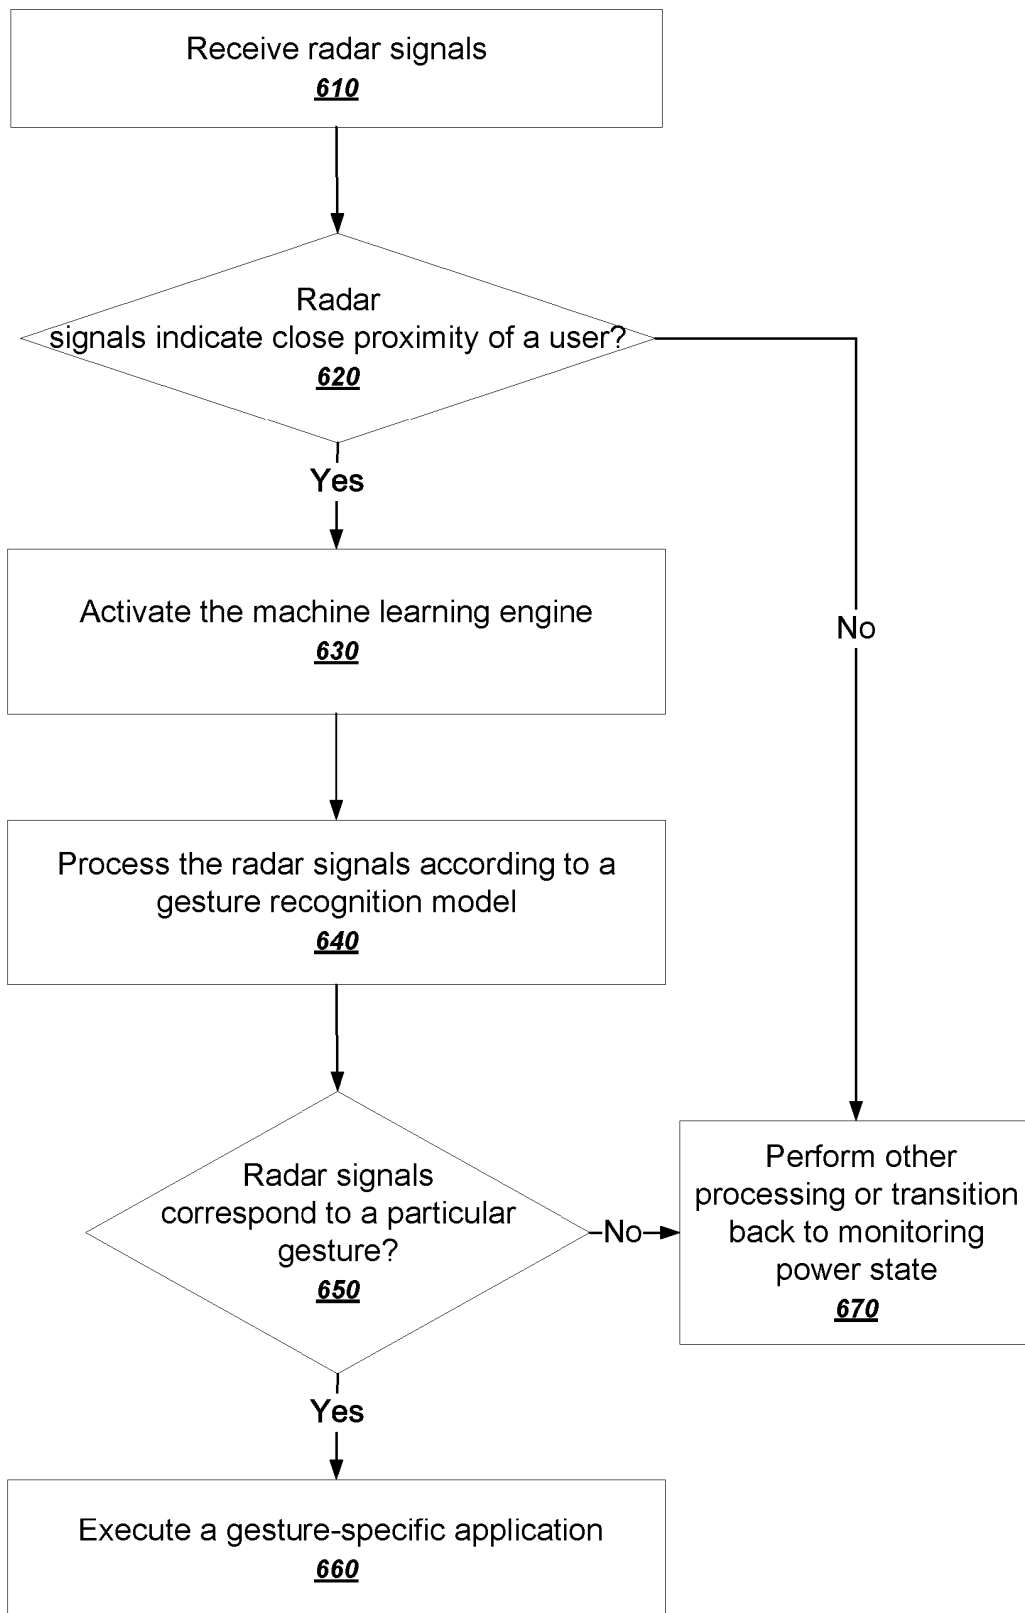 Receive radar signals
610
Radar
signals indicate close proximity of a user?
620
Yes
No
Activate the machine learning engine
630
Process the radar signals according to a
gesture recognition model
640
Radar signals
correspond to a particular
gesture?
650
No
Perform other
processing or transition
back to monitoring
power state
670
Yes
Execute a gesture-specific application
660